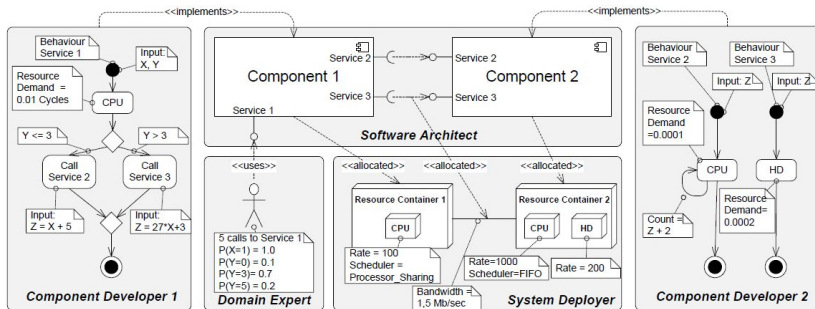 <<implements>>
<<implements>>
Behaviour
Service 1
Input:
X, Y
Resource
Demand =
0.01 Cycles
CPU
Y <= 3
Y > 3
Call
Service 2
Call
Service 3
Input:
Z = X + 5
Input:
Z = 27*X+3
Component Developer 1
Component 1
Service 2
Service 3
Service 1
Service 2
Service 3
Component 2
Software Architect
<<uses>>
5 calls to Service 1
P(X=1) = 1.0
P(Y=0) = 0.1
P(Y=3) = 0.7
P(Y=5) = 0.2
Domain Expert
<<allocated>>
<<allocated>>
<<allocated>>
Resource Container 1
CPU
Rate = 100
Scheduler =
Processor_Sharing
Resource Container 2
CPU
HD
Rate=1000
Scheduler=FIFO
Rate = 200
Bandwidth =
1,5 Mb/sec
System Deployer
Behaviour
Service 2
Behaviour
Service 3
Input: Z
Input: Z
Resource
Demand
=0.0001
CPU
HD
Resource
Demand=
0.0002
Count =
Z + 2
Component Developer 2